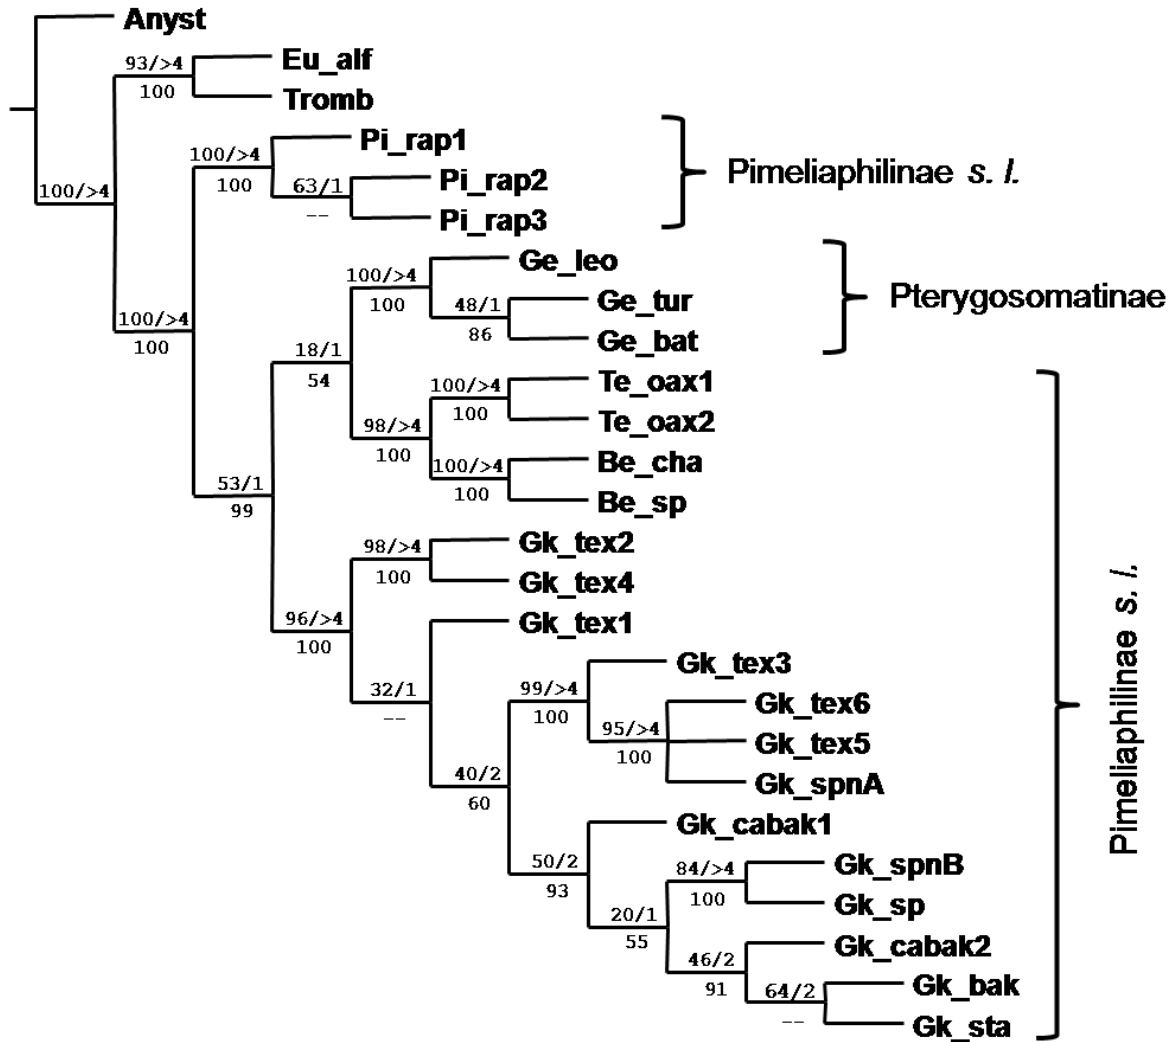 Anyst
93/>4
Eu_alf
100
Tromb
100/>4
Pi_rap1
100
63/1
Pi_rap2
--
Pi_rap3
Pimeliaphilinae s. l.
100/>4
Ge_leo
100/>4
100
48/1
Ge_tur
86
Ge_bat
Pterygosomatinae
100/>4
100
18/1
54
Te_oax1
100/>4
100
Te_oax2
98/>4
100
Be_cha
100/>4
100
Be_sp
53/1
99
Gk_tex2
98/>4
100
Gk_tex4
96/>4
100
Gk_tex1
32/1
--
Gk_tex3
99/>4
100
Gk_tex6
95/>4
100
Gk_tex5
Gk_spnA
40/2
60
Gk_cabak1
50/2
93
Gk_spnB
84/>4
100
Gk_sp
20/1
55
Gk_cabak2
46/2
91
Gk_bak
64/2
--
Gk_sta
Pimeliaphilinae s. l.